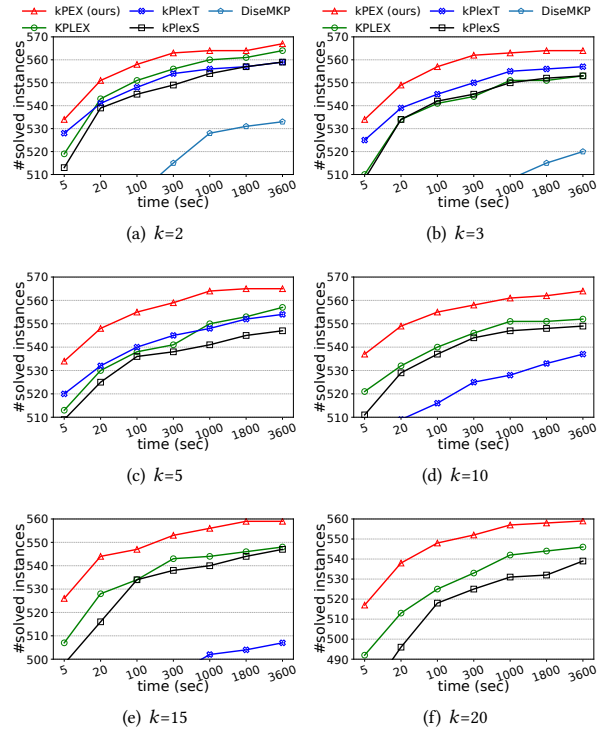 kPEX (ours) kPlexT DiseMKP
KPLEX kPlexS
kPEX (ours) kPlexT DiseMKP
KPLEX kPlexS
#solved instances
570
560
550
540
530
520
510
5 20 100 300 1000 1800 3600
time (sec)
(a) k=2
#solved instances
570
560
550
540
530
520
510
5 20 100 300 1000 1800 3600
time (sec)
(b) k=3
#solved instances
570
560
550
540
530
520
510
5 20 100 300 1000 1800 3600
time (sec)
(c) k=5
#solved instances
570
560
550
540
530
520
510
5 20 100 300 1000 1800 3600
time (sec)
(d) k=10
#solved instances
560
550
540
530
520
510
500
5 20 100 300 1000 1800 3600
time (sec)
(e) k=15
#solved instances
560
550
540
530
520
510
500
490
5 20 100 300 1000 1800 3600
time (sec)
(f) k=20